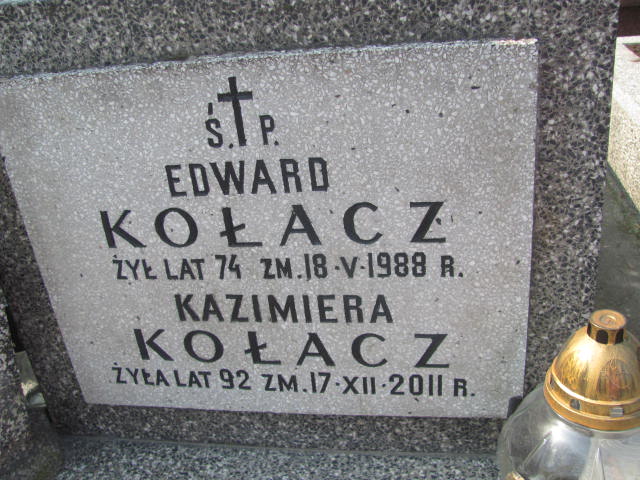 Ś.P.
EDWARD
KOŁACZ
ŻYŁ LAT 74 ZM.18·V·1988 R.
KAZIMIERA
KOŁACZ
ŻYŁA LAT 92 ZM.17·XII·2011 R.